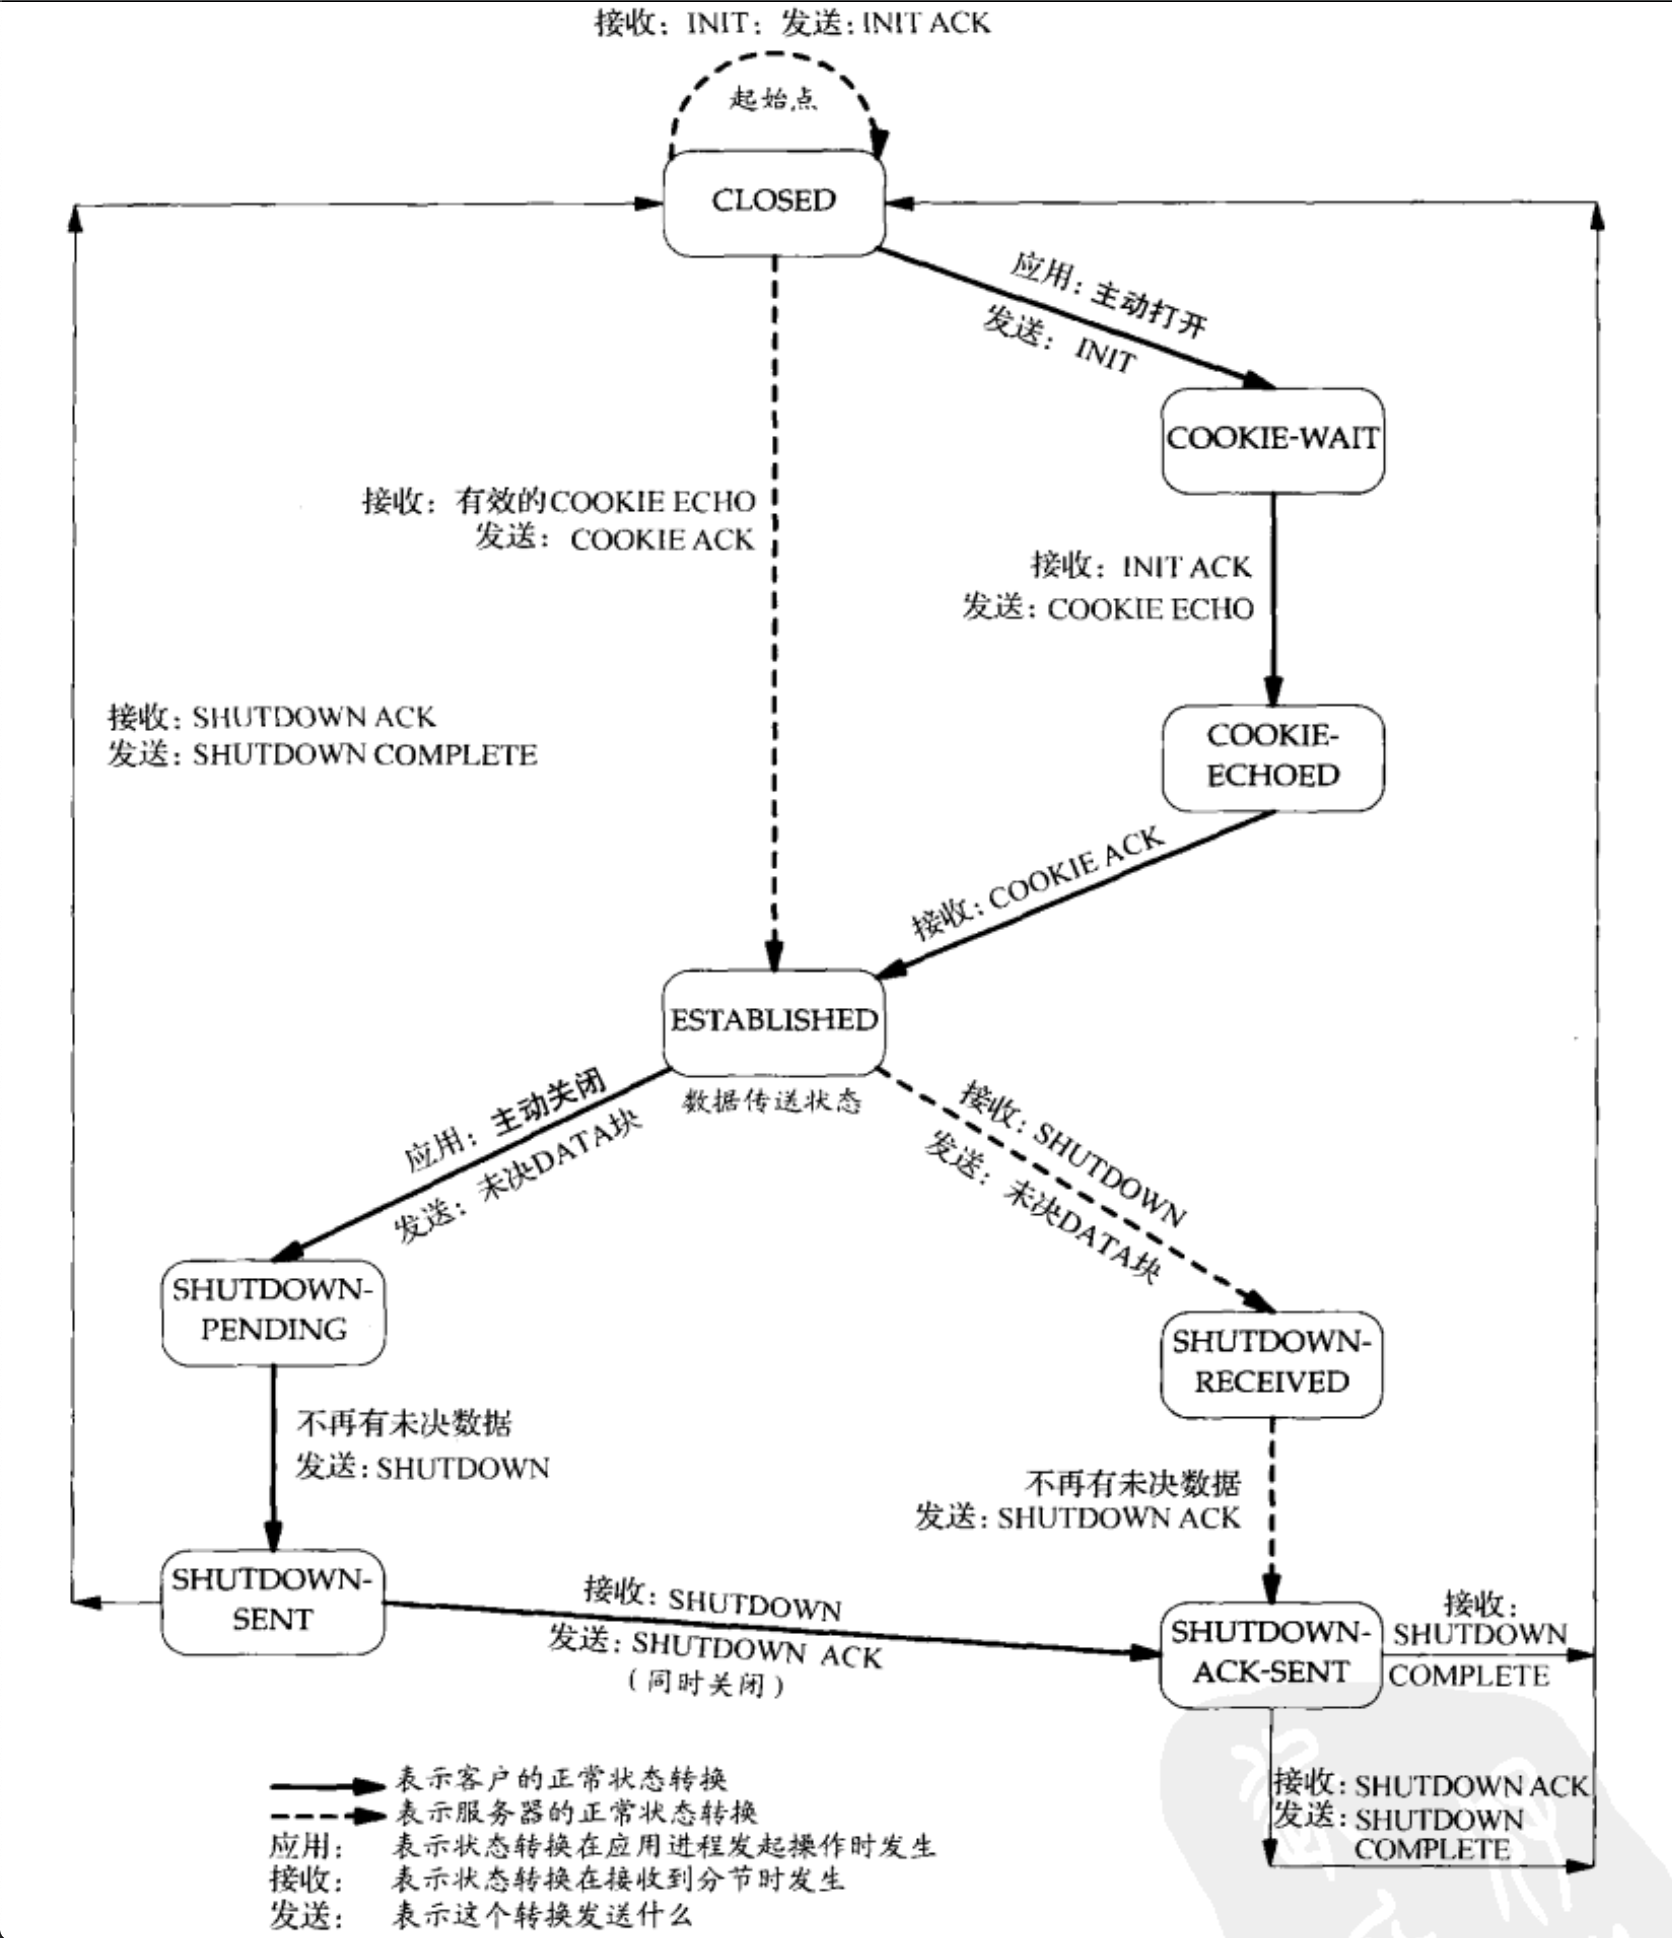 接收：INIT；发送：INIT ACK
起始点
CLOSED
应用：主动打开
发送：INIT
COOKIE-WAIT
接收：有效的COOKIE ECHO
发送：COOKIE ACK
接收：INIT ACK
发送：COOKIE ECHO
接收：SHUTDOWN ACK
发送：SHUTDOWN COMPLETE
COOKIE-
ECHOED
接收：COOKIE ACK
ESTABLISHED
数据传送状态
应用：主动关闭
发送：未决DATA块
接收：SHUTDOWN
发送：未决DATA块
SHUTDOWN-
PENDING
SHUTDOWN-
RECEIVED
不再有未决数据
发送：SHUTDOWN
不再有未决数据
发送：SHUTDOWN ACK
SHUTDOWN-
SENT
接收：SHUTDOWN
发送：SHUTDOWN ACK
（同时关闭）
SHUTDOWN-
ACK-SENT
接收：
SHUTDOWN
COMPLETE
接收：SHUTDOWN ACK
发送：SHUTDOWN
COMPLETE
表示客户的正常状态转换
表示服务器的正常状态转换
应用： 表示状态转换在应用进程发起操作时发生
接收： 表示状态转换在接收到分节时发生
发送： 表示这个转换发送什么